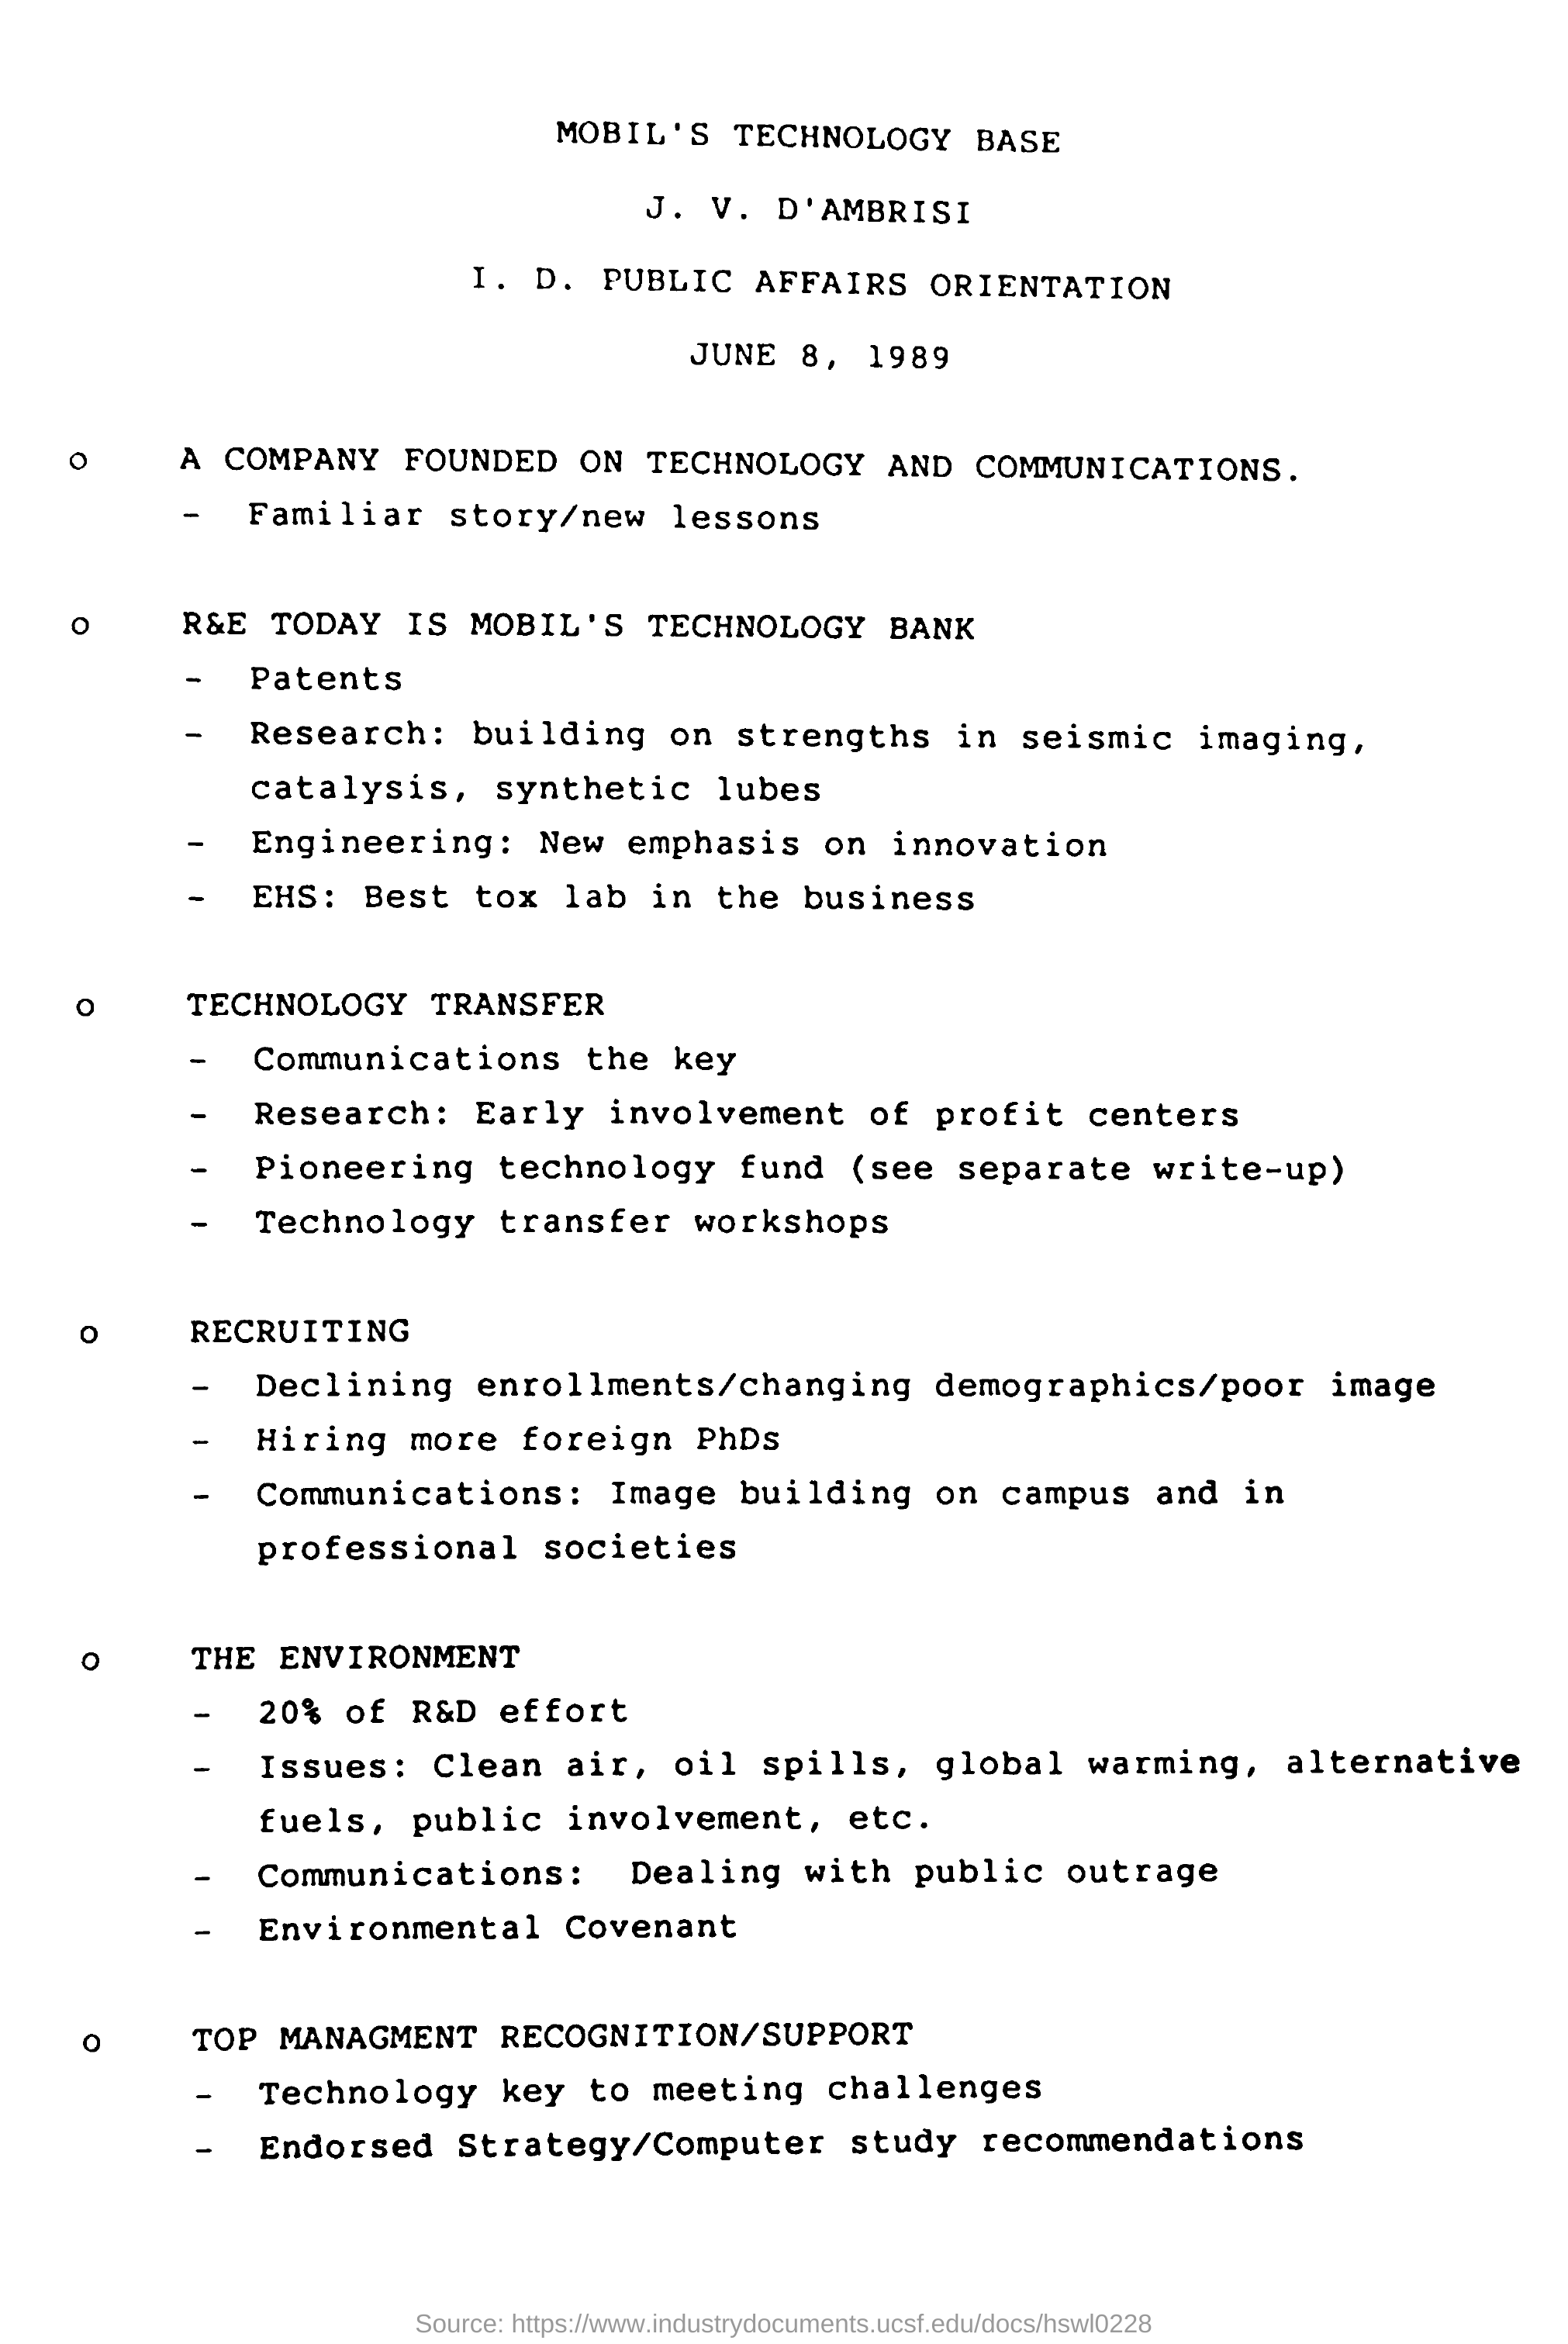 MOBIL'S TECHNOLOGY BASE
J. V. D'AMBRISI
I. D. PUBLIC AFFAIRS ORIENTATION
JUNE 8, 1989
o A COMPANY FOUNDED ON TECHNOLOGY AND COMMUNICATIONS.
- Familiar story/new lessons
o R&E TODAY IS MOBIL'S TECHNOLOGY BANK
- Patents
- Research: building on strengths in seismic imaging,
catalysis, synthetic lubes
- Engineering: New emphasis on innovation
- EHS: Best tox lab in the business
o TECHNOLOGY TRANSFER
- Communications the key
- Research: Early involvement of profit centers
- Pioneering technology fund (see separate write-up)
- Technology transfer workshops
o RECRUITING
- Declining enrollments/changing demographics/poor image
- Hiring more foreign PhDs
- Communications: Image building on campus and in
professional societies
o THE ENVIRONMENT
- 20% of R&D effort
- Issues: Clean air, oil spills, global warming, alternative
fuels, public involvement, etc.
- Communications: Dealing with public outrage
- Environmental Covenant
o TOP MANAGMENT RECOGNITION/SUPPORT
- Technology key to meeting challenges
- Endorsed Strategy/Computer study recommendations
Source: https://www.industrydocuments.ucsf.edu/docs/hswl0228